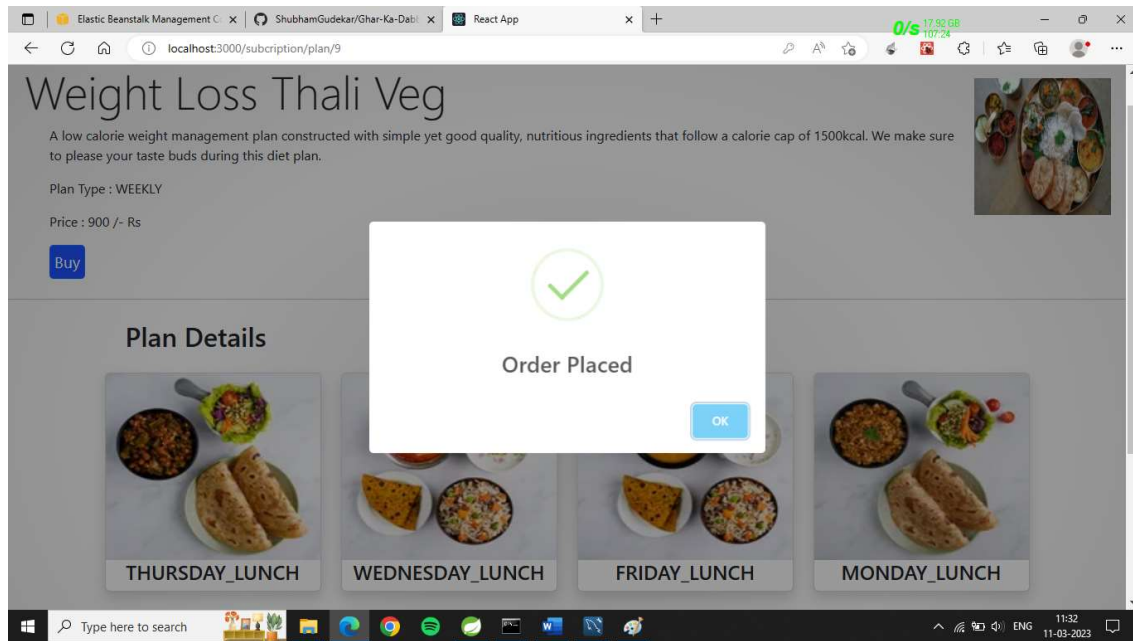 Elastic Beanstalk Management C
ShubhamGudekar/Ghar-Ka-Dab
React App
0/s 17.92 GB
107:24
localhost:3000/subcription/plan/9
Weight Loss Thali Veg
A low calorie weight management plan constructed with simple yet good quality, nutritious ingredients that follow a calorie cap of 1500kcal. We make sure
to please your taste buds during this diet plan.
Plan Type : WEEKLY
Price : 900 /- Rs
Buy
Order Placed
OK
Plan Details
THURSDAY_LUNCH
WEDNESDAY_LUNCH
FRIDAY_LUNCH
MONDAY_LUNCH
Type here to search
ENG
11:32
11-03-2023